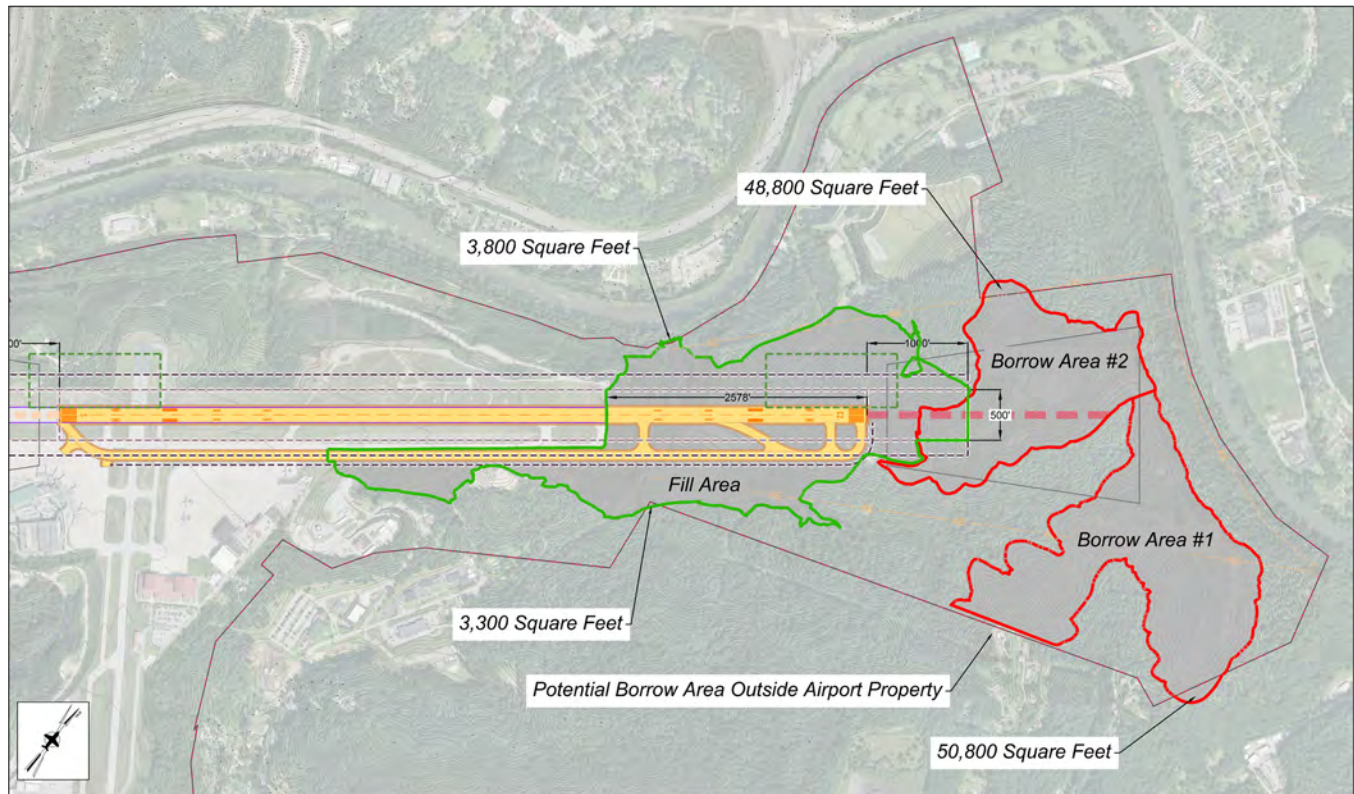 48,800 Square Feet
3,800 Square Feet
1000'
Borrow Area #2
2578'
500'
Fill Area
Borrow Area #1
3,300 Square Feet
Potential Borrow Area Outside Airport Property
50,800 Square Feet